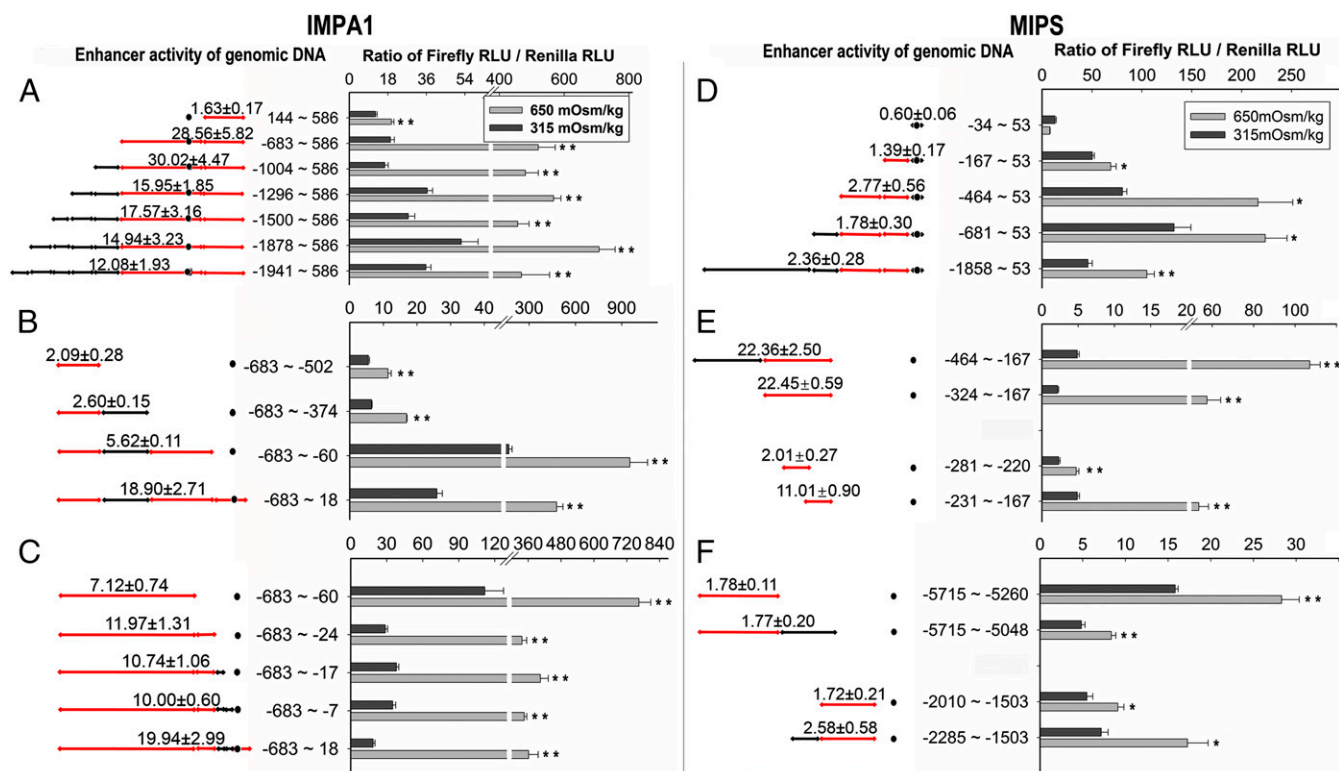 IMPA1
Enhancer activity of genomic DNA
Ratio of Firefly RLU / Renilla RLU
A
0 18 36 54 400 600 800
650 mOsm/kg
315 mOsm/kg
1.63±0.17 144 ~ 586 * *
28.56±5.82 -683 ~ 586 * *
30.02±4.47 -1004 ~ 586 * *
15.95±1.85 -1296 ~ 586 * *
17.57±3.16 -1500 ~ 586 * *
14.94±3.23 -1878 ~ 586 * *
12.08±1.93 -1941 ~ 586 * *
B
0 10 20 30 40 300 600 900
2.09±0.28 -683 ~ -502 * *
2.60±0.15 -683 ~ -374 * *
5.62±0.11 -683 ~ -60 * *
18.90±2.71 -683 ~ 18 * *
C
0 30 60 90 120 360 480 600 720 840
7.12±0.74 -683 ~ -60 * *
11.97±1.31 -683 ~ -24 * *
10.74±1.06 -683 ~ -17 * *
10.00±0.60 -683 ~ -7 * *
19.94±2.99 -683 ~ 18 * *
MIPS
Enhancer activity of genomic DNA
Ratio of Firefly RLU / Renilla RLU
D
0 50 100 150 200 250
650mOsm/kg
315mOsm/kg
0.60±0.06 -34 ~ 53
1.39±0.17 -167 ~ 53 *
2.77±0.56 -464 ~ 53 *
1.78±0.30 -681 ~ 53 *
2.36±0.28 -1858 ~ 53 * *
E
0 5 10 15 20 60 80 100
22.36±2.50 -464 ~ -167 * *
22.45±0.59 -324 ~ -167 * *
2.01±0.27 -281 ~ -220 * *
11.01±0.90 -231 ~ -167 * *
F
0 5 10 15 20 25 30
1.78±0.11 -5715 ~ -5260 * *
1.77±0.20 -5715 ~ -5048 * *
1.72±0.21 -2010 ~ -1503 *
2.58±0.58 -2285 ~ -1503 *